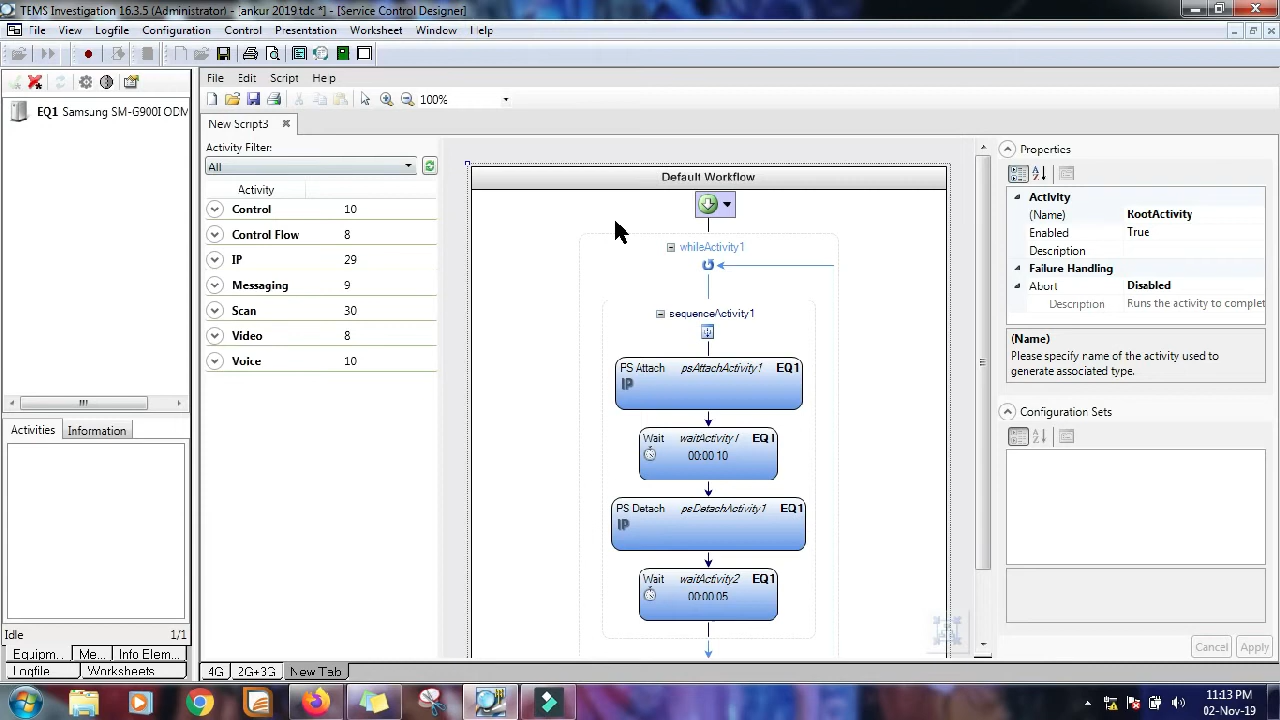 TEMS Investigation 16.3.5 (Administrator) - [ankur 2019 tdc *] - [Service Control Designer]
File View Logfile Configuration Control Presentation Worksheet Window Help
File Edit Script Help
100%
EQ1 Samsung SM-G900I ODM
New Script3
Activity Filter:
All
Activity
Control 10
Control Flow 8
IP 29
Messaging 9
Scan 30
Video 8
Voice 10
Default Workflow
whileActivity1
sequenceActivity1
PS Attach psAttachActivity1 EQ1
IP
Wait waitActivity1 EQ1
00:00:10
PS Detach psDetachActivity1 EQ1
IP
Wait waitActivity2 EQ1
00:00:05
Properties
Activity
(Name) RootActivity
Enabled True
Description
Failure Handling
Abort Disabled
Description Runs the activity to complet
(Name)
Please specify name of the activity used to
generate associated type.
Configuration Sets
Cancel Apply
Activities Information
Idle 1/1
Equipm... Me... Info Elem...
Logfile Worksheets
4G 2G+3G New Tab
11:13 PM
02-Nov-19